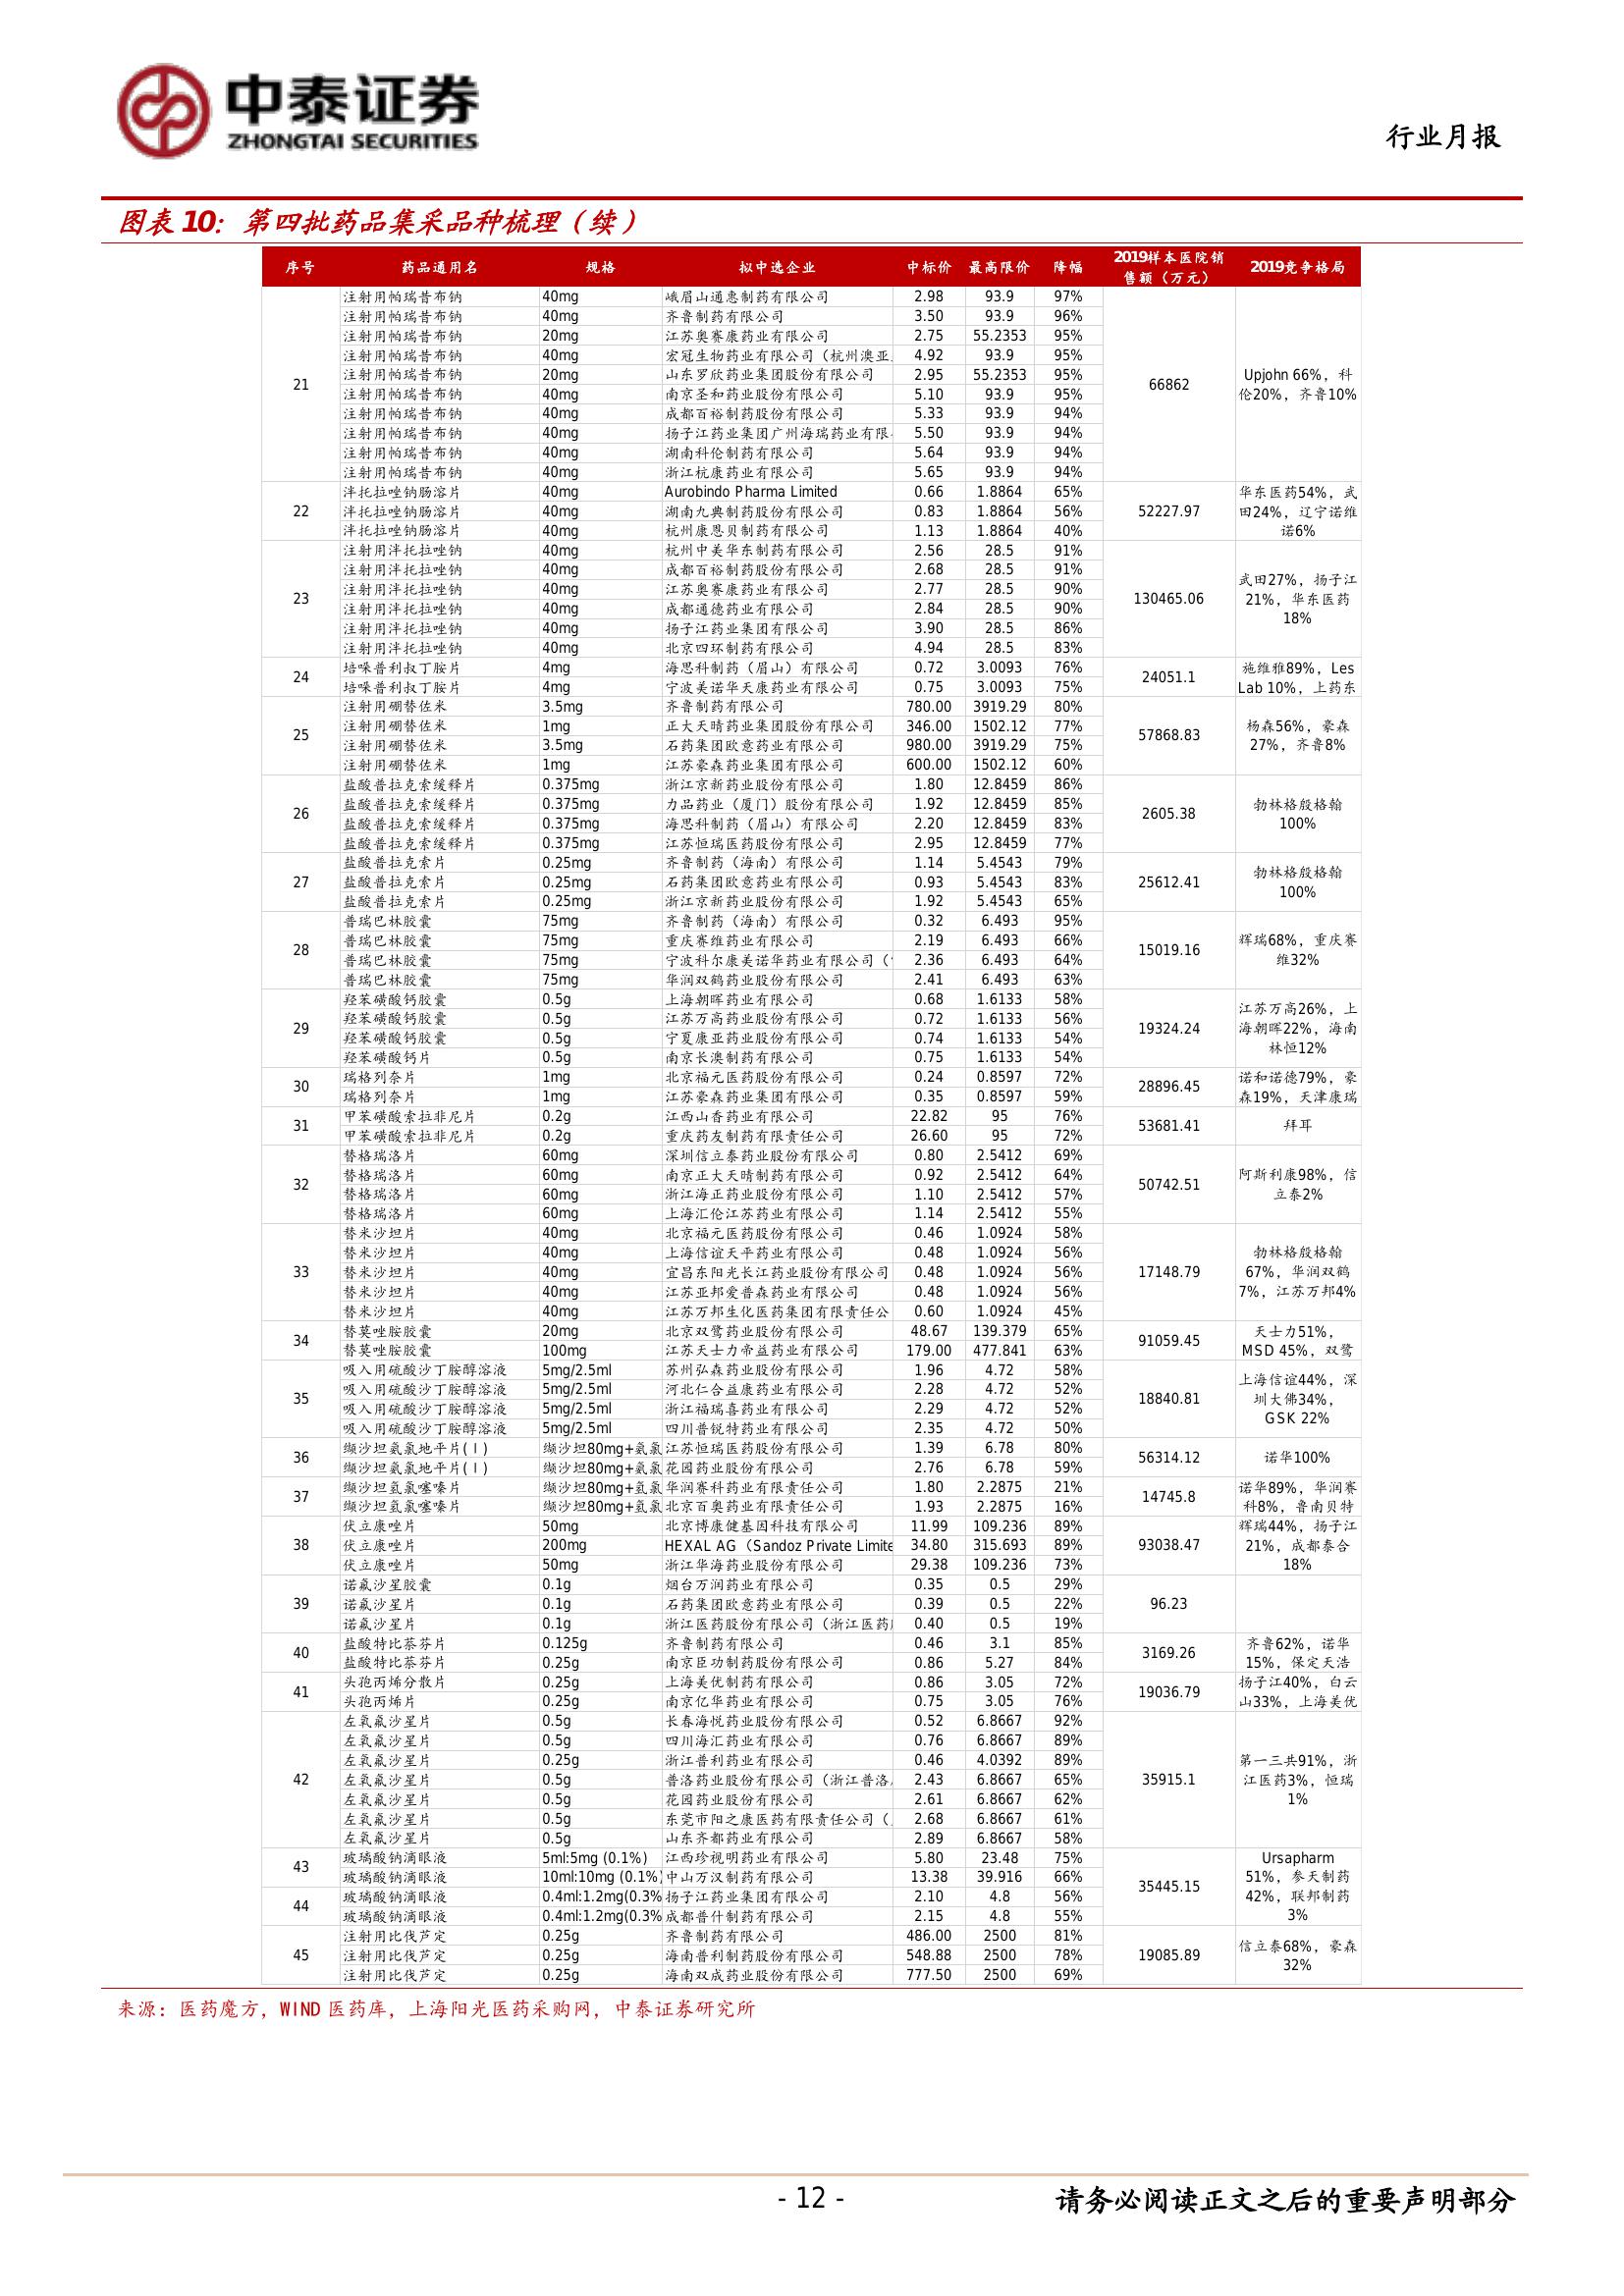 中泰证券
ZHONGTAI SECURITIES
行业月报
图表 10：第四批药品集采品种梳理（续）
序号 药品通用名 规格 拟中选企业 中标价 最高限价 降幅 2019样本医院销售额（万元） 2019竞争格局
21 注射用帕瑞昔布钠 40mg 峨眉山通惠制药有限公司 2.98 93.9 97% 66862 Upjohn 66%，科伦20%，齐鲁10%
注射用帕瑞昔布钠 40mg 齐鲁制药有限公司 3.50 93.9 96%
注射用帕瑞昔布钠 20mg 江苏奥赛康药业有限公司 2.75 55.2353 95%
注射用帕瑞昔布钠 40mg 宏冠生物药业有限公司（杭州澳亚 4.92 93.9 95%
注射用帕瑞昔布钠 20mg 山东罗欣药业集团股份有限公司 2.95 55.2353 95%
注射用帕瑞昔布钠 40mg 南京圣和药业股份有限公司 5.10 93.9 95%
注射用帕瑞昔布钠 40mg 成都百裕制药股份有限公司 5.33 93.9 94%
注射用帕瑞昔布钠 40mg 扬子江药业集团广州海瑞药业有限 5.50 93.9 94%
注射用帕瑞昔布钠 40mg 湖南科伦制药有限公司 5.64 93.9 94%
注射用帕瑞昔布钠 40mg 浙江杭康药业有限公司 5.65 93.9 94%
22 泮托拉唑钠肠溶片 40mg Aurobindo Pharma Limited 0.66 1.8864 65% 52227.97 华东医药54%，武田24%，辽宁诺维诺6%
泮托拉唑钠肠溶片 40mg 湖南九典制药股份有限公司 0.83 1.8864 56%
泮托拉唑钠肠溶片 40mg 杭州康恩贝制药有限公司 1.13 1.8864 40%
23 注射用泮托拉唑钠 40mg 杭州中美华东制药有限公司 2.56 28.5 91% 130465.06 武田27%，扬子江21%，华东医药18%
注射用泮托拉唑钠 40mg 成都百裕制药股份有限公司 2.68 28.5 91%
注射用泮托拉唑钠 40mg 江苏奥赛康药业有限公司 2.77 28.5 90%
注射用泮托拉唑钠 40mg 成都通德药业有限公司 2.84 28.5 90%
注射用泮托拉唑钠 40mg 扬子江药业集团有限公司 3.90 28.5 86%
注射用泮托拉唑钠 40mg 北京四环制药有限公司 4.94 28.5 83%
24 培哚普利叔丁胺片 4mg 海思科制药（眉山）有限公司 0.72 3.0093 76% 24051.1 施维雅89%，Les Lab 10%，上药东
培哚普利叔丁胺片 4mg 宁波美诺华天康药业有限公司 0.75 3.0093 75%
25 注射用硼替佐米 3.5mg 齐鲁制药有限公司 780.00 3919.29 80% 57868.83 杨森56%，豪森27%，齐鲁8%
注射用硼替佐米 1mg 正大天晴药业集团股份有限公司 346.00 1502.12 77%
注射用硼替佐米 3.5mg 石药集团欧意药业有限公司 980.00 3919.29 75%
注射用硼替佐米 1mg 江苏豪森药业集团有限公司 600.00 1502.12 60%
26 盐酸普拉克索缓释片 0.375mg 浙江京新药业股份有限公司 1.80 12.8459 86% 2605.38 勃林格殷格翰100%
盐酸普拉克索缓释片 0.375mg 力品药业（厦门）股份有限公司 1.92 12.8459 85%
盐酸普拉克索缓释片 0.375mg 海思科制药（眉山）有限公司 2.20 12.8459 83%
盐酸普拉克索缓释片 0.375mg 江苏恒瑞医药股份有限公司 2.95 12.8459 77%
27 盐酸普拉克索片 0.25mg 齐鲁制药（海南）有限公司 1.14 5.4543 79% 25612.41 勃林格殷格翰100%
盐酸普拉克索片 0.25mg 石药集团欧意药业有限公司 0.93 5.4543 83%
盐酸普拉克索片 0.25mg 浙江京新药业股份有限公司 1.92 5.4543 65%
28 普瑞巴林胶囊 75mg 齐鲁制药（海南）有限公司 0.32 6.493 95% 15019.16 辉瑞68%，重庆赛维32%
普瑞巴林胶囊 75mg 重庆赛维药业有限公司 2.19 6.493 66%
普瑞巴林胶囊 75mg 宁波科尔康美诺华药业有限公司（ 2.36 6.493 64%
普瑞巴林胶囊 75mg 华润双鹤药业股份有限公司 2.41 6.493 63%
29 羟苯磺酸钙胶囊 0.5g 上海朝晖药业有限公司 0.68 1.6133 58% 19324.24 江苏万高26%，上海朝晖22%，海南林恒12%
羟苯磺酸钙胶囊 0.5g 江苏万高药业股份有限公司 0.72 1.6133 56%
羟苯磺酸钙胶囊 0.5g 宁夏康亚药业股份有限公司 0.74 1.6133 54%
羟苯磺酸钙片 0.5g 南京长澳制药有限公司 0.75 1.6133 54%
30 瑞格列奈片 1mg 北京福元医药股份有限公司 0.24 0.8597 72% 28896.45 诺和诺德79%，豪森19%，天津康瑞
瑞格列奈片 1mg 江苏豪森药业集团有限公司 0.35 0.8597 59%
31 甲苯磺酸索拉非尼片 0.2g 江西山香药业有限公司 22.82 95 76% 53681.41 拜耳
甲苯磺酸索拉非尼片 0.2g 重庆药友制药有限责任公司 26.60 95 72%
32 替格瑞洛片 60mg 深圳信立泰药业股份有限公司 0.80 2.5412 69% 50742.51 阿斯利康98%，信立泰2%
替格瑞洛片 60mg 南京正大天晴制药有限公司 0.92 2.5412 64%
替格瑞洛片 60mg 浙江海正药业股份有限公司 1.10 2.5412 57%
替格瑞洛片 60mg 上海汇伦江苏药业有限公司 1.14 2.5412 55%
33 替米沙坦片 40mg 北京福元医药股份有限公司 0.46 1.0924 58% 17148.79 勃林格殷格翰67%，华润双鹤7%，江苏万邦4%
替米沙坦片 40mg 上海信谊天平药业有限公司 0.48 1.0924 56%
替米沙坦片 40mg 宜昌东阳光长江药业股份有限公司 0.48 1.0924 56%
替米沙坦片 40mg 江苏亚邦爱普森药业有限公司 0.48 1.0924 56%
替米沙坦片 40mg 江苏万邦生化医药集团有限责任公 0.60 1.0924 45%
34 替莫唑胺胶囊 20mg 北京双鹭药业股份有限公司 48.67 139.379 65% 91059.45 天士力51%，MSD 45%，双鹭
替莫唑胺胶囊 100mg 江苏天士力帝益药业有限公司 179.00 477.841 63%
35 吸入用硫酸沙丁胺醇溶液 5mg/2.5ml 苏州弘森药业股份有限公司 1.96 4.72 58% 18840.81 上海信谊44%，深圳大佛34%，GSK 22%
吸入用硫酸沙丁胺醇溶液 5mg/2.5ml 河北仁合益康药业有限公司 2.28 4.72 52%
吸入用硫酸沙丁胺醇溶液 5mg/2.5ml 浙江福瑞喜药业有限公司 2.29 4.72 52%
吸入用硫酸沙丁胺醇溶液 5mg/2.5ml 四川普锐特药业有限公司 2.35 4.72 50%
36 缬沙坦氨氯地平片(Ⅰ) 缬沙坦80mg+氨氯 江苏恒瑞医药股份有限公司 1.39 6.78 80% 56314.12 诺华100%
缬沙坦氨氯地平片(Ⅰ) 缬沙坦80mg+氨氯 花园药业股份有限公司 2.76 6.78 59%
37 缬沙坦氢氯噻嗪片 缬沙坦80mg+氢氯 华润赛科药业有限责任公司 1.80 2.2875 21% 14745.8 诺华89%，华润赛科8%，鲁南贝特
缬沙坦氢氯噻嗪片 缬沙坦80mg+氢氯 北京百奥药业有限责任公司 1.93 2.2875 16%
38 伏立康唑片 50mg 北京博康健基因科技有限公司 11.99 109.236 89% 93038.47 辉瑞44%，扬子江21%，成都泰合18%
伏立康唑片 200mg HEXAL AG（Sandoz Private Limite 34.80 315.693 89%
伏立康唑片 50mg 浙江华海药业股份有限公司 29.38 109.236 73%
39 诺氟沙星胶囊 0.1g 烟台万润药业有限公司 0.35 0.5 29% 96.23
诺氟沙星片 0.1g 石药集团欧意药业有限公司 0.39 0.5 22%
诺氟沙星片 0.1g 浙江医药股份有限公司（浙江医药 0.40 0.5 19%
40 盐酸特比萘芬片 0.125g 齐鲁制药有限公司 0.46 3.1 85% 3169.26 齐鲁62%，诺华15%，保定天浩
盐酸特比萘芬片 0.25g 南京臣功制药股份有限公司 0.86 5.27 84%
41 头孢丙烯分散片 0.25g 上海美优制药有限公司 0.86 3.05 72% 19036.79 扬子江40%，白云山33%，上海美优
头孢丙烯片 0.25g 南京亿华药业有限公司 0.75 3.05 76%
42 左氧氟沙星片 0.5g 长春海悦药业股份有限公司 0.52 6.8667 92% 35915.1 第一三共91%，浙江医药3%，恒瑞1%
左氧氟沙星片 0.5g 四川海汇药业有限公司 0.76 6.8667 89%
左氧氟沙星片 0.25g 浙江普利药业有限公司 0.46 4.0392 89%
左氧氟沙星片 0.5g 普洛药业股份有限公司（浙江普洛 2.43 6.8667 65%
左氧氟沙星片 0.5g 花园药业股份有限公司 2.61 6.8667 62%
左氧氟沙星片 0.5g 东莞市阳之康医药有限责任公司（ 2.68 6.8667 61%
左氧氟沙星片 0.5g 山东齐都药业有限公司 2.89 6.8667 58%
43 玻璃酸钠滴眼液 5ml:5mg (0.1%) 江西珍视明药业有限公司 5.80 23.48 75% 35445.15 Ursapharm 51%，参天制药42%，联邦制药3%
玻璃酸钠滴眼液 10ml:10mg (0.1%) 中山万汉制药有限公司 13.38 39.916 66%
44 玻璃酸钠滴眼液 0.4ml:1.2mg(0.3% 扬子江药业集团有限公司 2.10 4.8 56%
玻璃酸钠滴眼液 0.4ml:1.2mg(0.3% 成都普什制药有限公司 2.15 4.8 55%
45 注射用比伐芦定 0.25g 齐鲁制药有限公司 486.00 2500 81% 19085.89 信立泰68%，豪森32%
注射用比伐芦定 0.25g 海南普利制药股份有限公司 548.88 2500 78%
注射用比伐芦定 0.25g 海南双成药业股份有限公司 777.50 2500 69%
来源：医药魔方，WIND 医药库，上海阳光医药采购网，中泰证券研究所
- 12 -
请务必阅读正文之后的重要声明部分